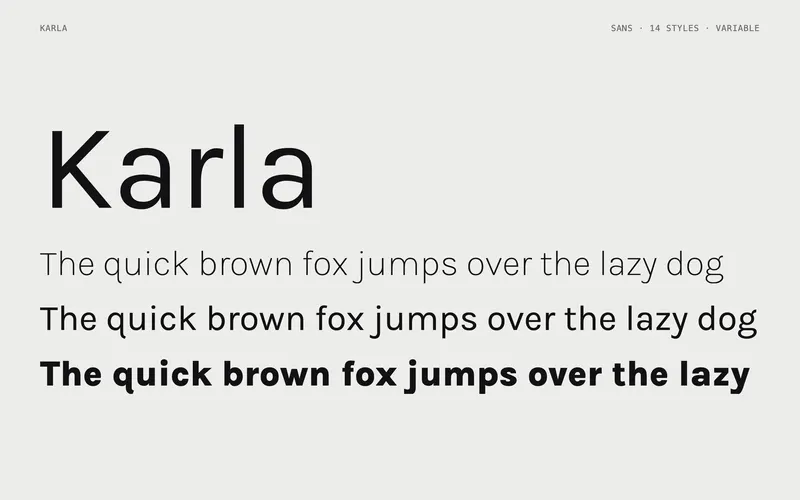 KARLA
SANS · 14 STYLES · VARIABLE
Karla
The quick brown fox jumps over the lazy dog
The quick brown fox jumps over the lazy dog
The quick brown fox jumps over the lazy